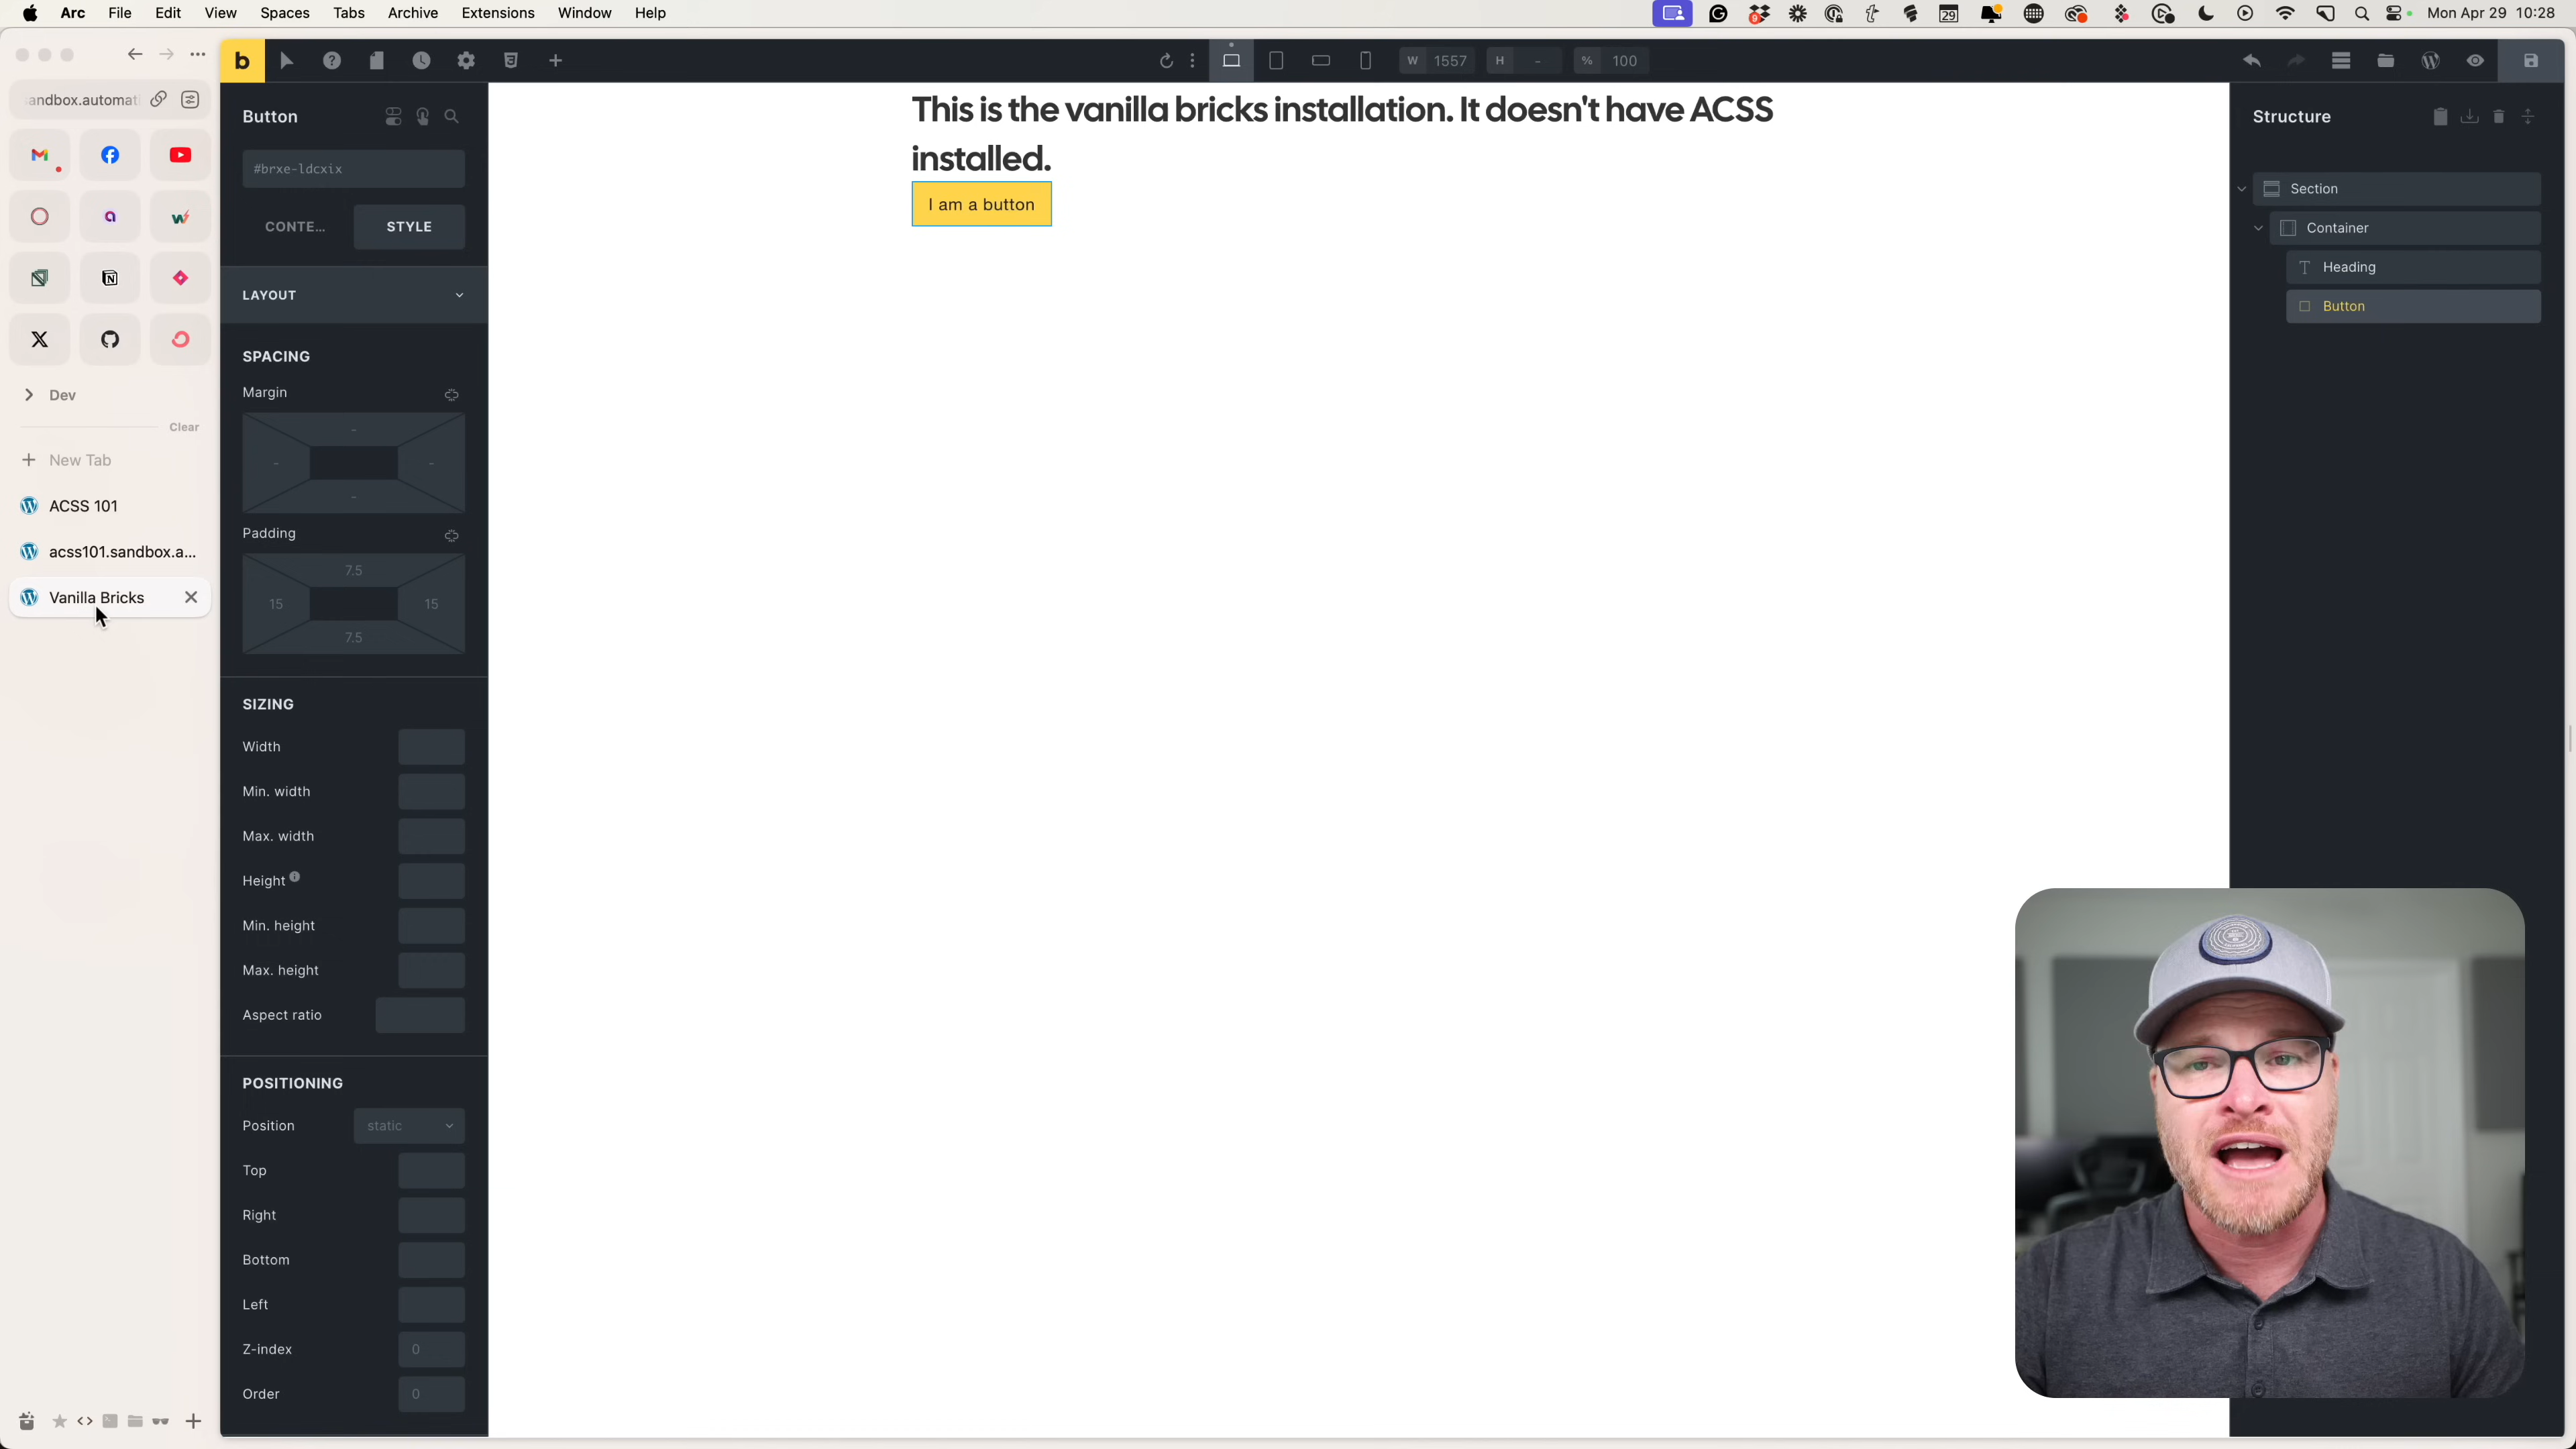 Arc File Edit View Spaces Tabs Archive Extensions Window Help
9
29
Mon Apr 29 10:28
andbox.automati
b
W 1557 H - % 100
Button
#brxe-ldcxix
CONTE... STYLE
LAYOUT
SPACING
Margin
-
- -
-
Padding
7.5
15 15
7.5
SIZING
Width
Min. width
Max. width
Height
Min. height
Max. height
Aspect ratio
POSITIONING
Position static
Top
Right
Bottom
Left
Z-index 0
Order 0
Dev
Clear
New Tab
ACSS 101
acss101.sandbox.a...
Vanilla Bricks
This is the vanilla bricks installation. It doesn't have ACSS
installed.
I am a button
Structure
Section
Container
Heading
Button